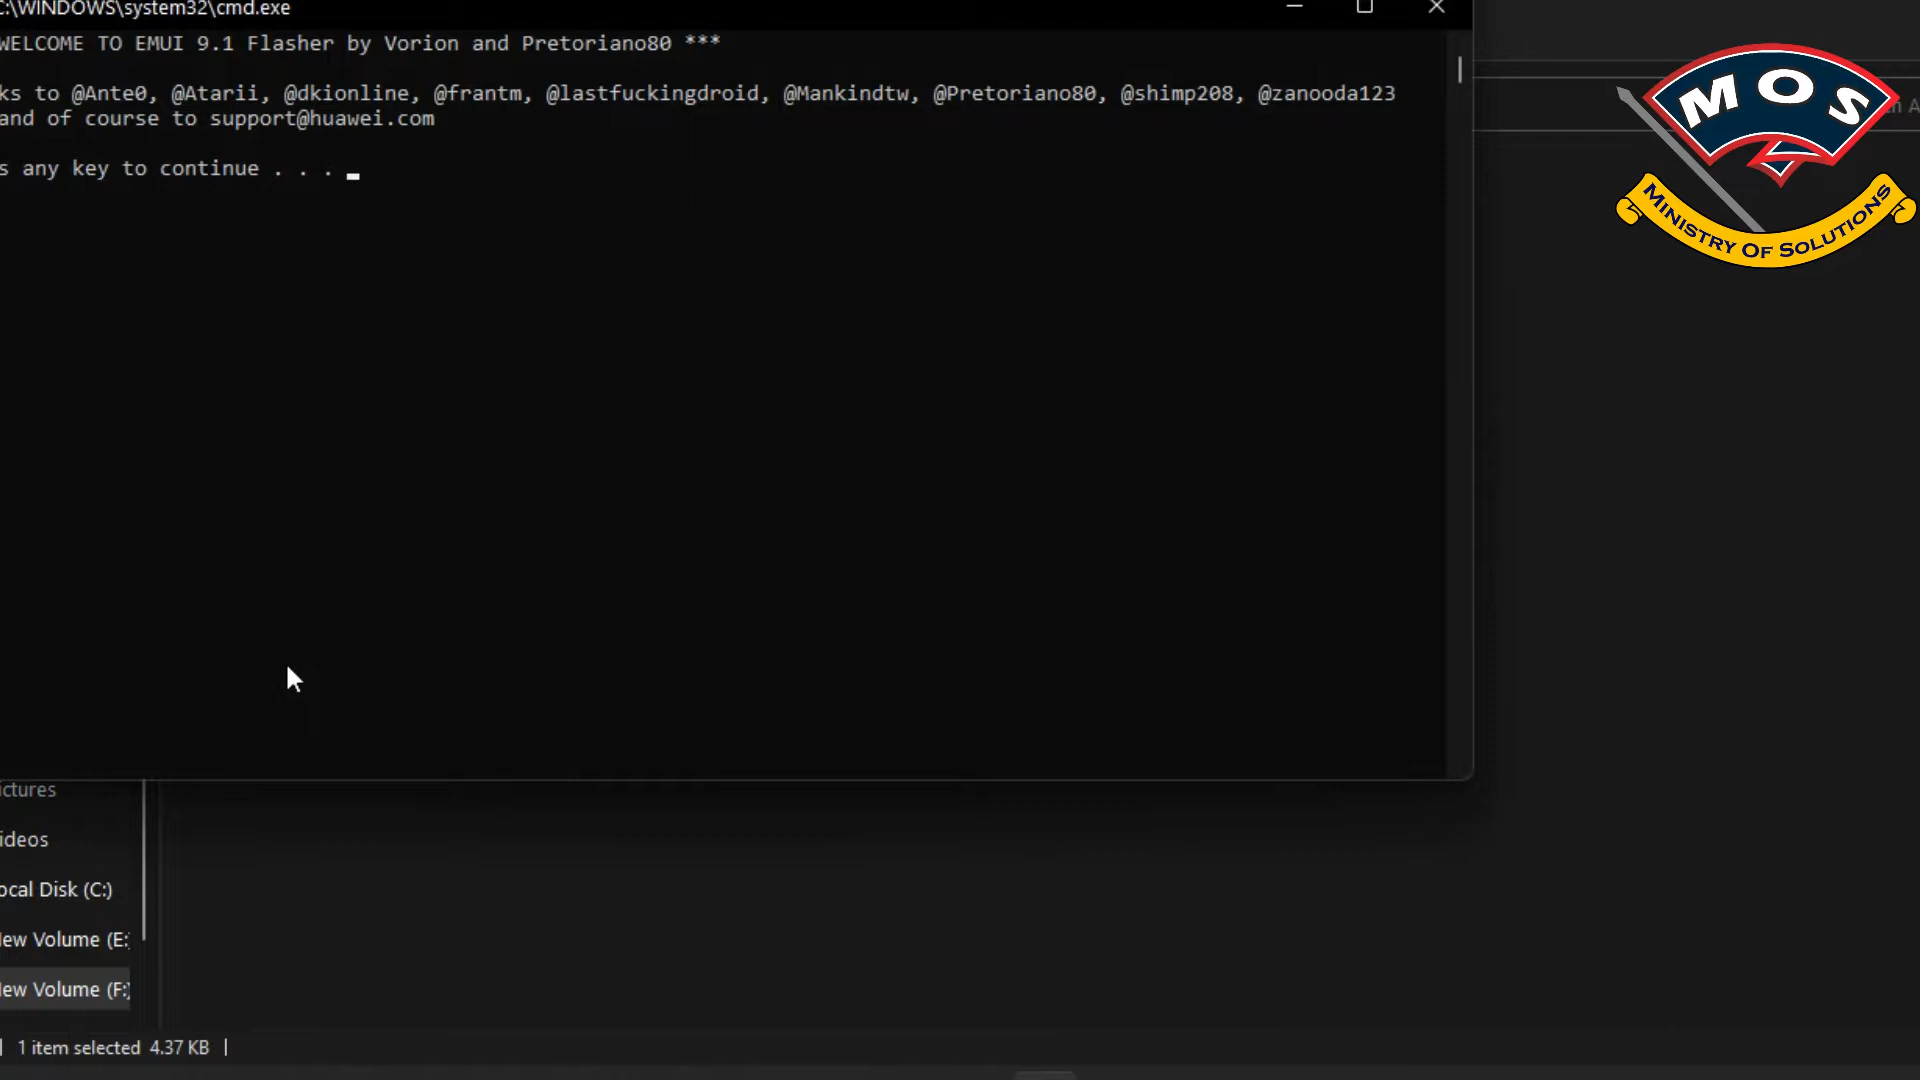 C:\WINDOWS\system32\cmd.exe
WELCOME TO EMUI 9.1 Flasher by Vorion and Pretoriano80 ***
ks to @Ante0, @Atarii, @dkionline, @frantm, @lastfuckingdroid, @Mankindtw, @Pretoriano80, @shimp208, @zanooda123
and of course to support@huawei.com
s any key to continue . . .
MOS
MINISTRY OF SOLUTIONS
ictures
ideos
ocal Disk (C:)
ew Volume (E:)
ew Volume (F:)
1 item selected 4.37 KB